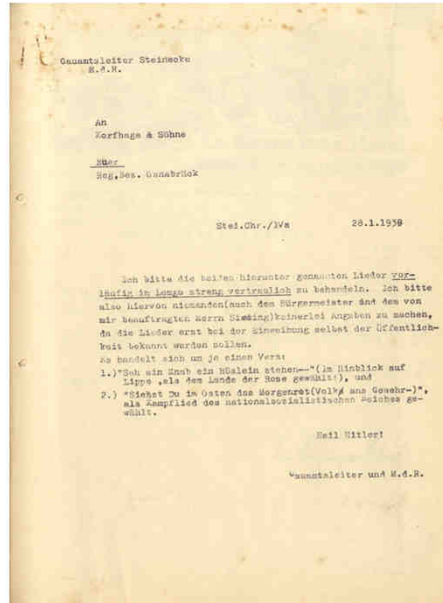 Gauamtsleiter Steinecke
M.d.R.
An
Korfhage & Söhne
Buer
Reg,Bez. Osnabrück
Stei.Chr./IVa 28.1.1938
Ich bitte die beiden hierunter genannten Lieder vor-
läufig in Lemgo streng vertraulich zu behandeln. Ich bitte
also hiervon niemanden(auch dem Bürgermeister und dem von
mir beauftragten Herrn Siebing)keinerlei Angaben zu machen,
da die Lieder erst bei der Einweihung selbst der Öffentlich-
keit bekannt werden sollen.
Es handelt sich um je einen Vers:
1.)"Sah ein Knab ein Röslein stehen--"(im Hinblick auf
Lippe ,als dem Lande der Rose gewählt!), und
2.) "Siehst Du im Osten das Morgenrot(Volk ans Gewehr-)",
als Kampflied des nationalsozialistischen Reiches ge-
wählt.
Heil Hitler!
Gauamtsleiter und M.d.R.